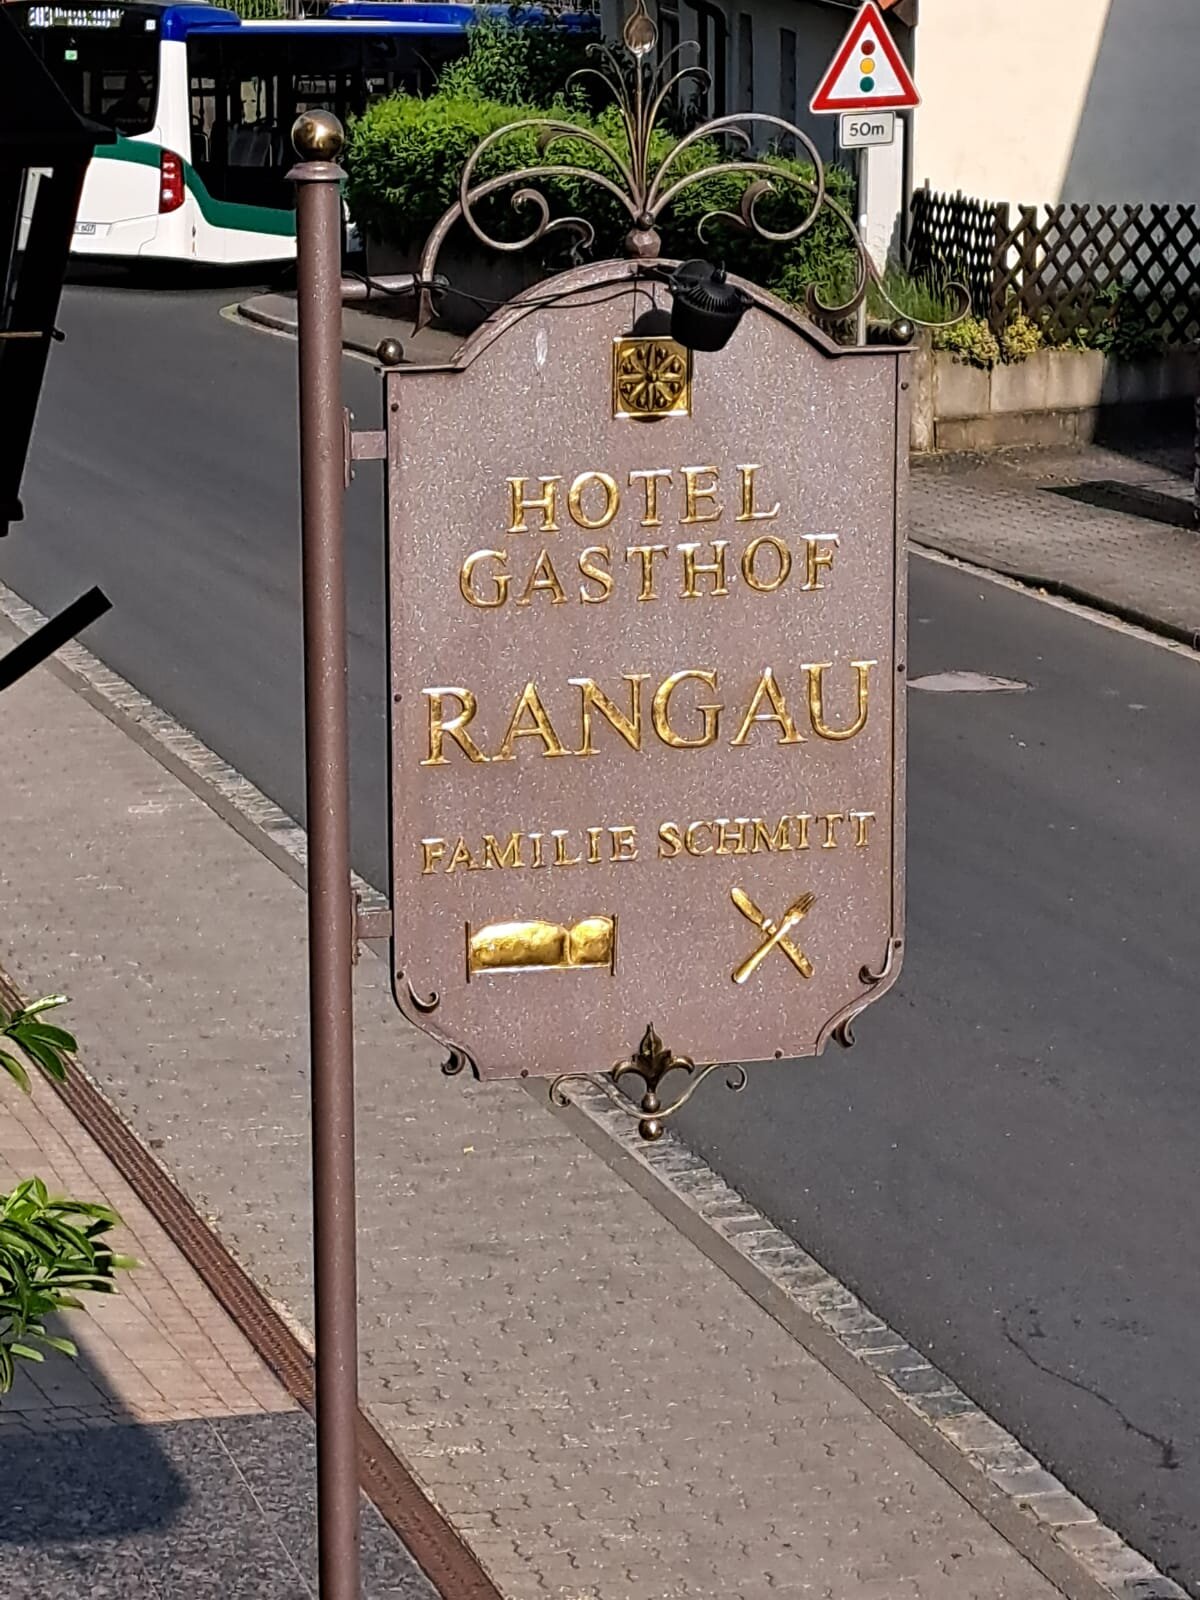 50m
HOTEL
GASTHOF
RANGAU
FAMILIE SCHMITT